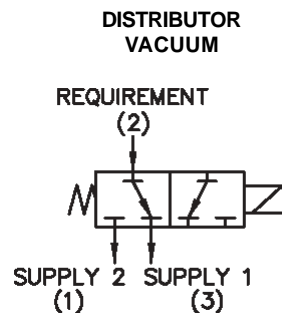 DISTRIBUTOR
VACUUM
REQUIREMENT
(2)
SUPPLY 2 SUPPLY 1
(1) (3)